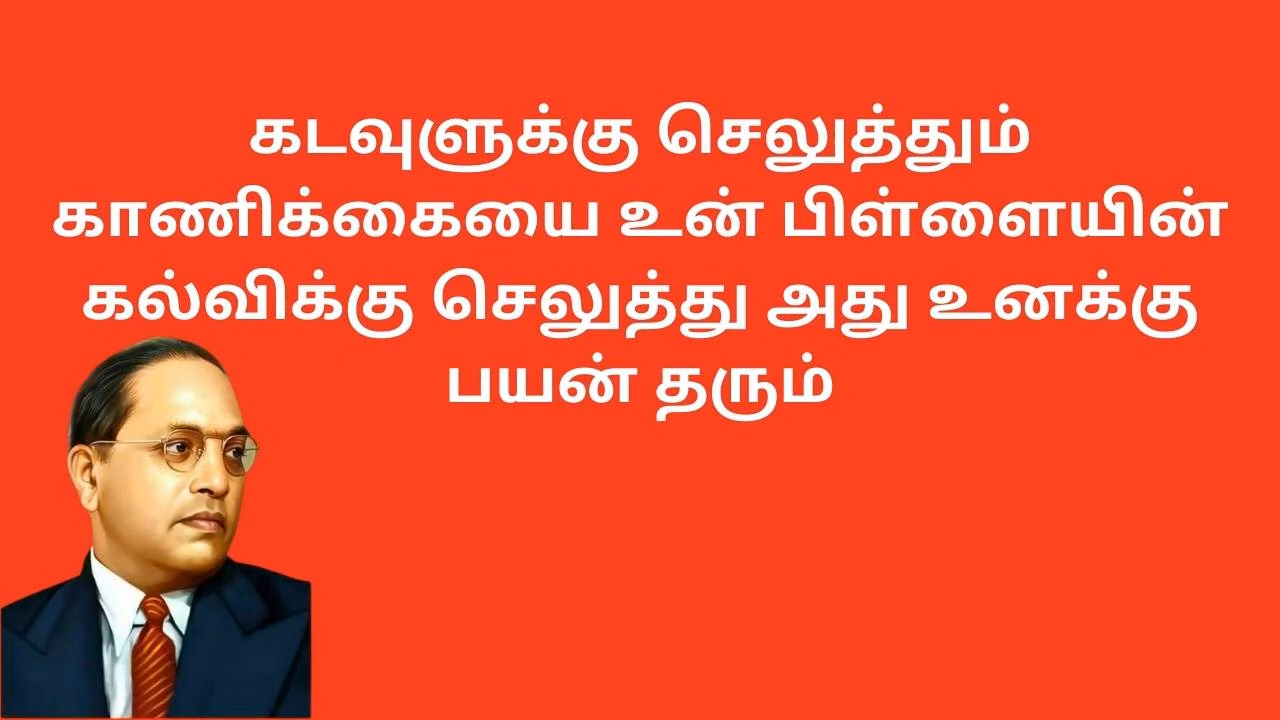 கடவுளுக்கு செலுத்தும்
காணிக்கையை உன் பிள்ளையின்
கல்விக்கு செலுத்து அது உனக்கு
பயன் தரும்